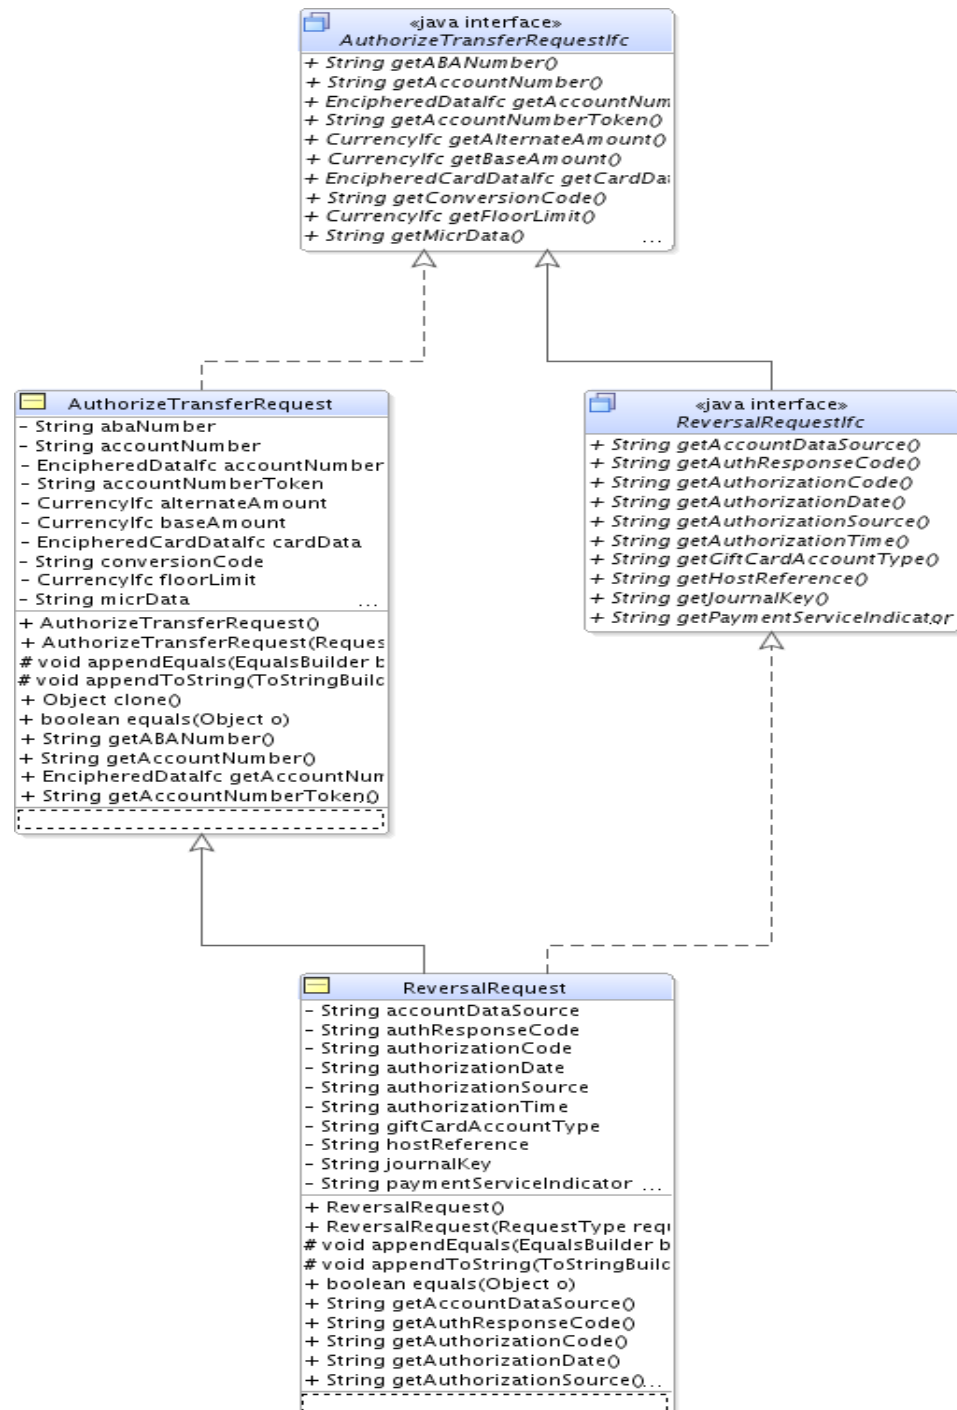 «java interface»
AuthorizeTransferRequestIfc
+ String getABANumber()
+ String getAccountNumber()
+ EncipheredDataIfc getAccountNum
+ String getAccountNumberToken()
+ CurrencyIfc getAlternateAmount()
+ CurrencyIfc getBaseAmount()
+ EncipheredCardDataIfc getCardDat
+ String getConversionCode()
+ CurrencyIfc getFloorLimit()
+ String getMicrData() ...
AuthorizeTransferRequest
- String abaNumber
- String accountNumber
- EncipheredDataIfc accountNumber
- String accountNumberToken
- CurrencyIfc alternateAmount
- CurrencyIfc baseAmount
- EncipheredCardDataIfc cardData
- String conversionCode
- CurrencyIfc floorLimit
- String micrData ...
+ AuthorizeTransferRequest()
+ AuthorizeTransferRequest(Reques
# void appendEquals(EqualsBuilder b
# void appendToString(ToStringBuild
+ Object clone()
+ boolean equals(Object o)
+ String getABANumber()
+ String getAccountNumber()
+ EncipheredDataIfc getAccountNum
+ String getAccountNumberToken()
«java interface»
ReversalRequestIfc
+ String getAccountDataSource()
+ String getAuthResponseCode()
+ String getAuthorizationCode()
+ String getAuthorizationDate()
+ String getAuthorizationSource()
+ String getAuthorizationTime()
+ String getGiftCardAccountType()
+ String getHostReference()
+ String getJournalKey()
+ String getPaymentServiceIndicator
ReversalRequest
- String accountDataSource
- String authResponseCode
- String authorizationCode
- String authorizationDate
- String authorizationSource
- String authorizationTime
- String giftCardAccountType
- String hostReference
- String journalKey
- String paymentServiceIndicator ...
+ ReversalRequest()
+ ReversalRequest(RequestType requ
# void appendEquals(EqualsBuilder b
# void appendToString(ToStringBuild
+ boolean equals(Object o)
+ String getAccountDataSource()
+ String getAuthResponseCode()
+ String getAuthorizationCode()
+ String getAuthorizationDate()
+ String getAuthorizationSource()...